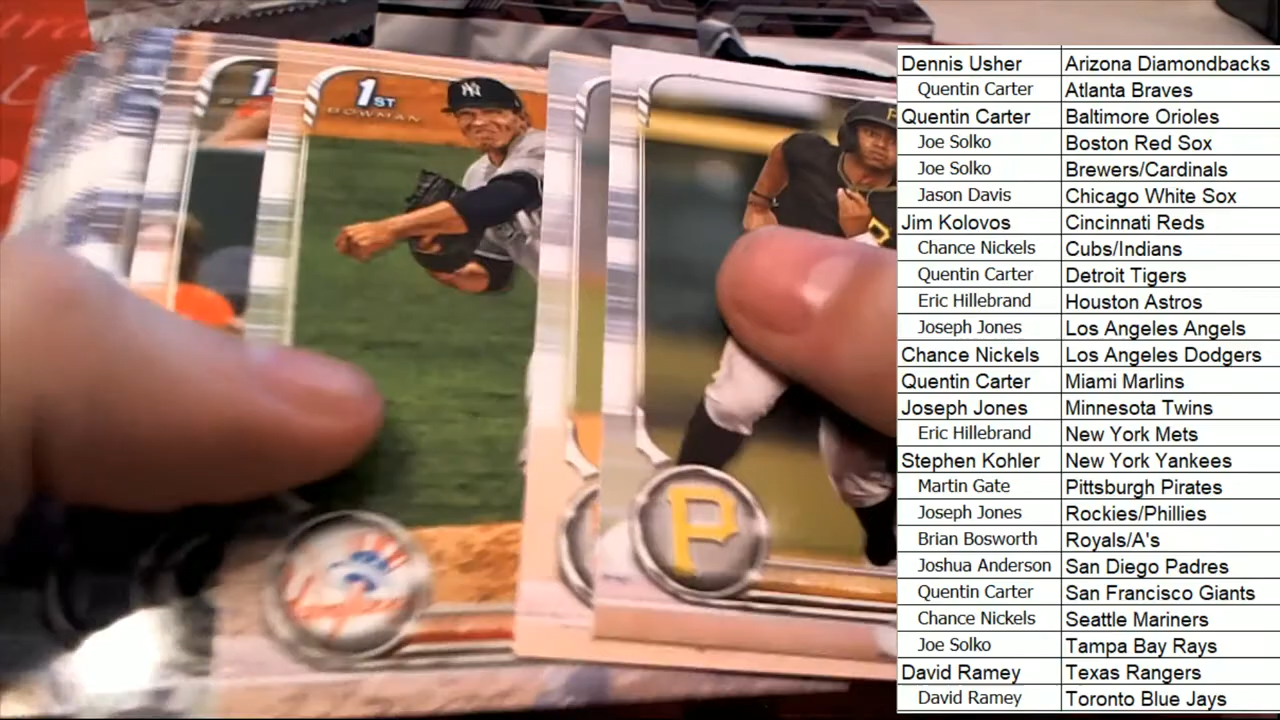 1ST
BOWMAN
1
NY
P
P
Dennis Usher Arizona Diamondbacks
Quentin Carter Atlanta Braves
Quentin Carter Baltimore Orioles
Joe Solko Boston Red Sox
Joe Solko Brewers/Cardinals
Jason Davis Chicago White Sox
Jim Kolovos Cincinnati Reds
Chance Nickels Cubs/Indians
Quentin Carter Detroit Tigers
Eric Hillebrand Houston Astros
Joseph Jones Los Angeles Angels
Chance Nickels Los Angeles Dodgers
Quentin Carter Miami Marlins
Joseph Jones Minnesota Twins
Eric Hillebrand New York Mets
Stephen Kohler New York Yankees
Martin Gate Pittsburgh Pirates
Joseph Jones Rockies/Phillies
Brian Bosworth Royals/A's
Joshua Anderson San Diego Padres
Quentin Carter San Francisco Giants
Chance Nickels Seattle Mariners
Joe Solko Tampa Bay Rays
David Ramey Texas Rangers
David Ramey Toronto Blue Jays